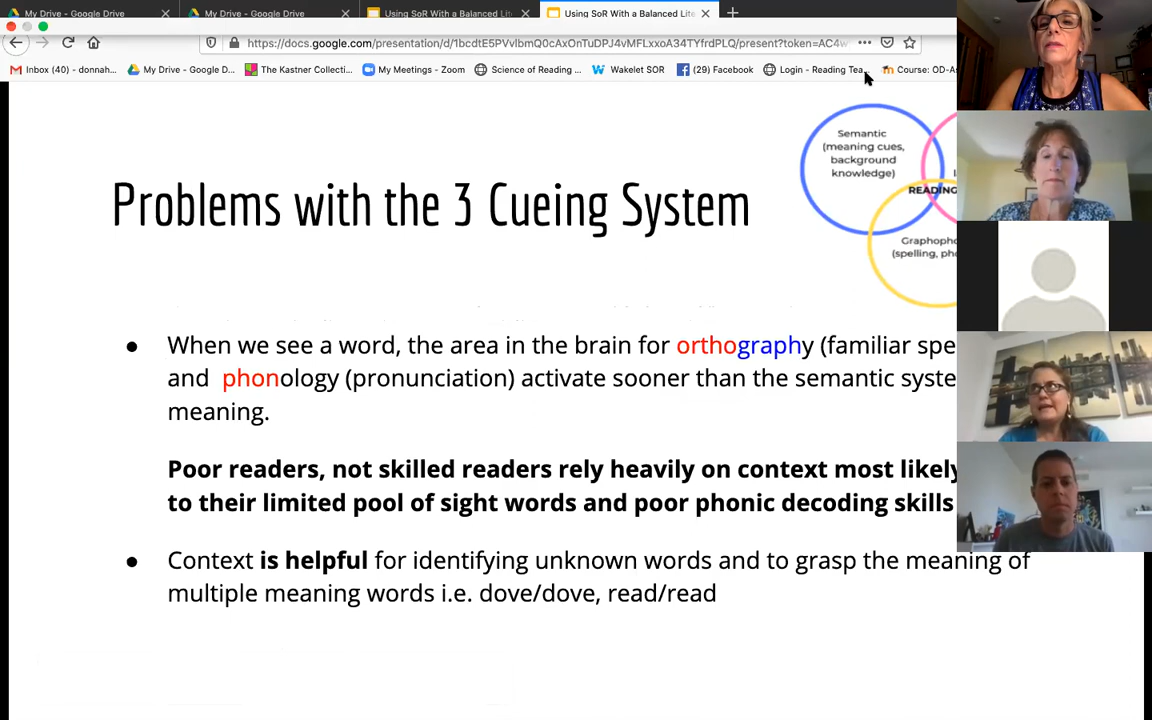 My Drive - Google Drive
My Drive - Google Drive
Using SoR With a Balanced Lite
Using SoR With a Balanced Lite
https://docs.google.com/presentation/d/1bcdtE5PVvlbmQ0cAxOnTuDPJ4vMFLxxoA34TYfrdPLQ/present?token=AC4w
Inbox (40) - donnah...
My Drive - Google D...
The Kastner Collecti...
My Meetings - Zoom
Science of Reading ...
Wakelet SOR
(29) Facebook
Login - Reading Tea...
Course: OD-As
Semantic
(meaning cues,
background
knowledge)
READING
Graphopho
(spelling, pho
Problems with the 3 Cueing System
When we see a word, the area in the brain for orthography (familiar spe
and phonology (pronunciation) activate sooner than the semantic syste
meaning.
Poor readers, not skilled readers rely heavily on context most likely
to their limited pool of sight words and poor phonic decoding skills
Context is helpful for identifying unknown words and to grasp the meaning of
multiple meaning words i.e. dove/dove, read/read